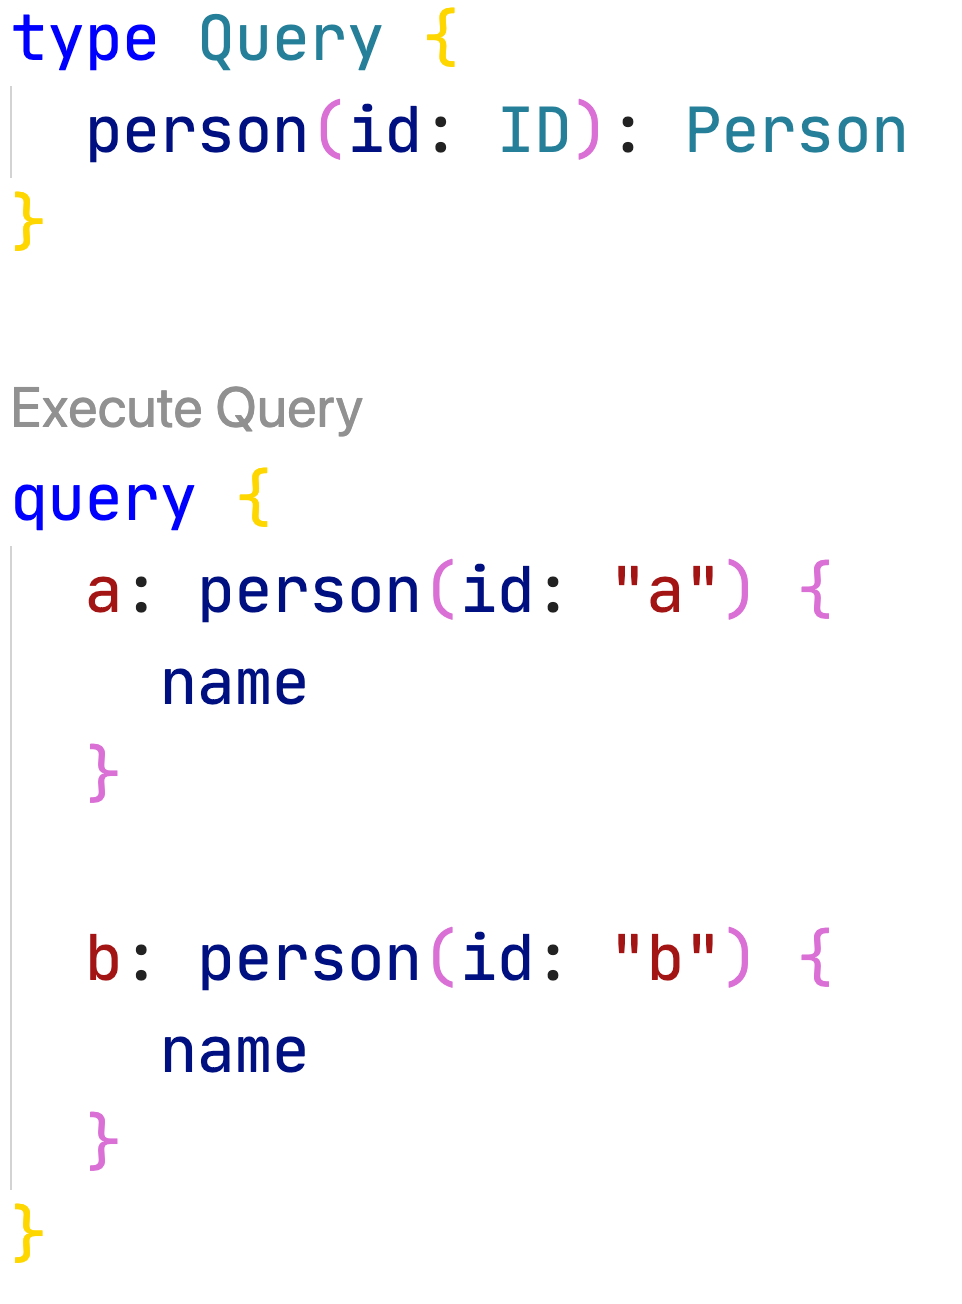 type Query {
  person(id: ID): Person
}

Execute Query
query {
  a: person(id: "a") {
    name
  }

  b: person(id: "b") {
    name
  }
}